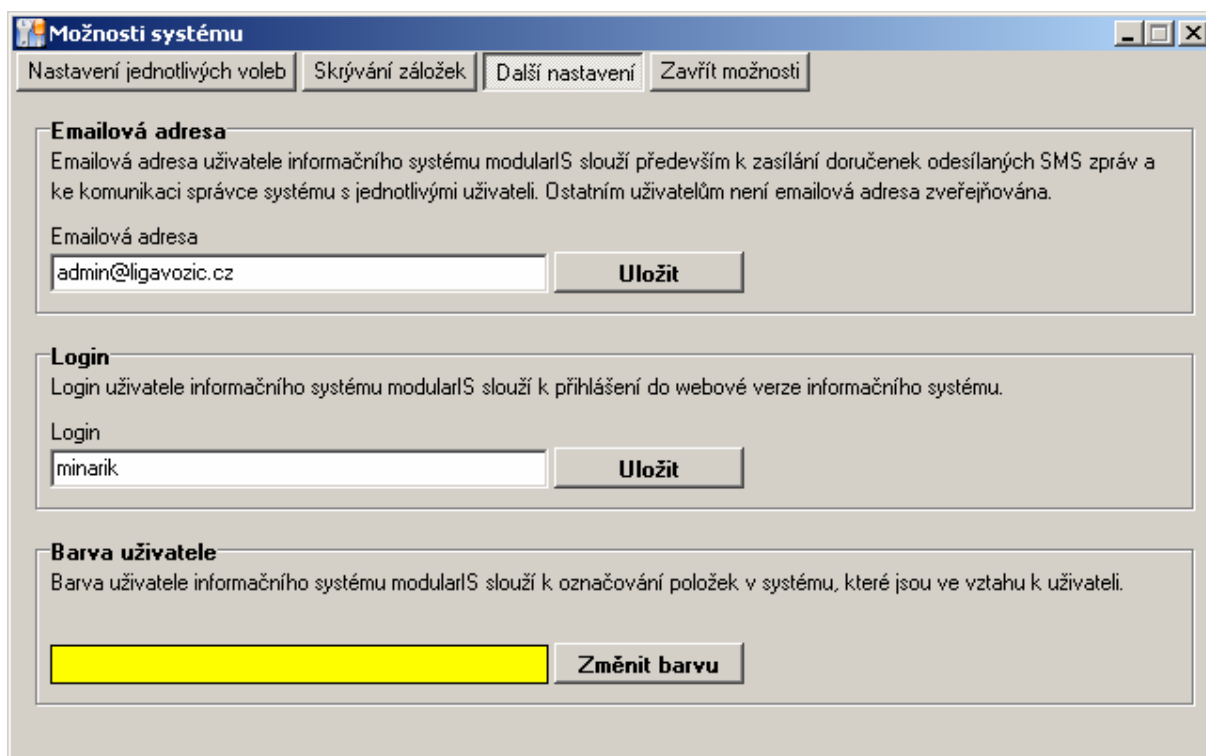 Možnosti systému
Nastavení jednotlivých voleb Skrývání záložek Další nastavení Zavřít možnosti
Emailová adresa
Emailová adresa uživatele informačního systému modularIS slouží především k zasílání doručenek odesílaných SMS zpráv a
ke komunikaci správce systému s jednotlivými uživateli. Ostatním uživatelům není emailová adresa zveřejňována.
Emailová adresa
admin@ligavozic.cz Uložit
Login
Login uživatele informačního systému modularIS slouží k přihlášení do webové verze informačního systému.
Login
minarik Uložit
Barva uživatele
Barva uživatele informačního systému modularIS slouží k označování položek v systému, které jsou ve vztahu k uživateli.
Změnit barvu